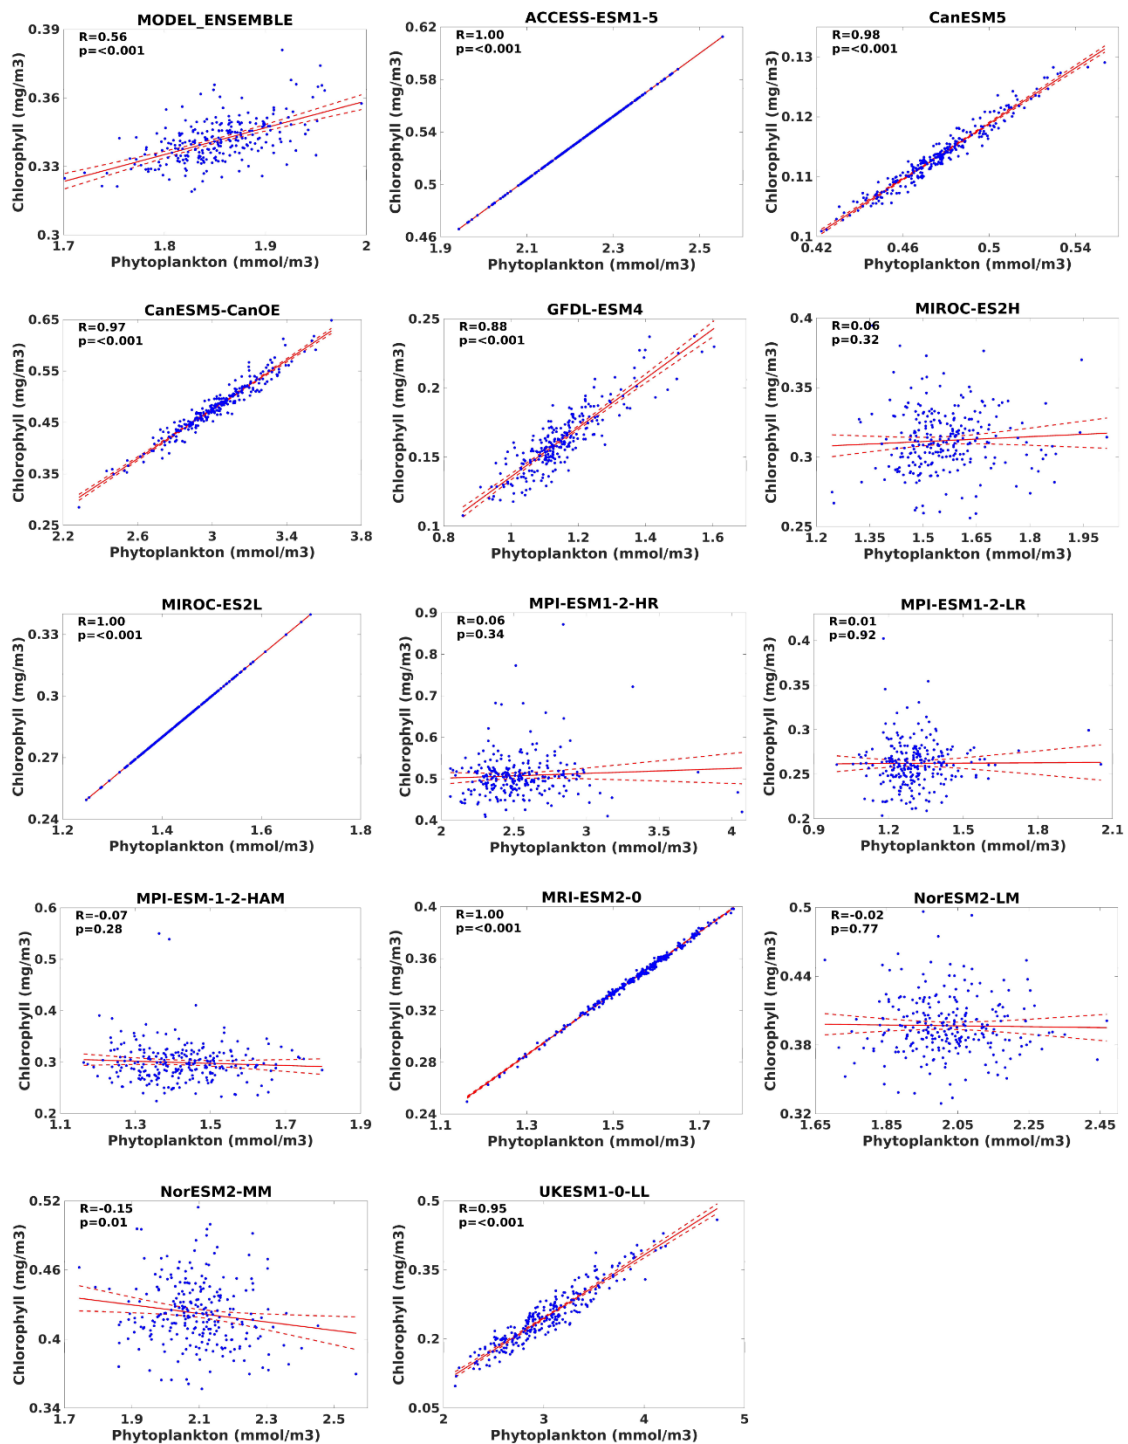 MODEL_ENSEMBLE
R=0.56
p=<0.001
0.39
0.36
0.33
0.3
1.7
1.8
1.9
2
Chlorophyll (mg/m3)
Phytoplankton (mmol/m3)
ACCESS-ESM1-5
R=1.00
p=<0.001
0.62
0.58
0.54
0.5
0.46
1.9
2.1
2.3
2.5
Chlorophyll (mg/m3)
Phytoplankton (mmol/m3)
CanESM5
R=0.98
p=<0.001
0.13
0.12
0.11
0.1
0.42
0.46
0.5
0.54
Chlorophyll (mg/m3)
Phytoplankton (mmol/m3)
CanESM5-CanOE
R=0.97
p=<0.001
0.65
0.55
0.45
0.35
0.25
2.2
2.6
3
3.4
3.8
Chlorophyll (mg/m3)
Phytoplankton (mmol/m3)
GFDL-ESM4
R=0.88
p=<0.001
0.25
0.2
0.15
0.1
0.8
1
1.2
1.4
1.6
Chlorophyll (mg/m3)
Phytoplankton (mmol/m3)
MIROC-ES2H
R=0.06
p=0.32
0.4
0.35
0.3
0.25
1.2
1.35
1.5
1.65
1.8
1.95
Chlorophyll (mg/m3)
Phytoplankton (mmol/m3)
MIROC-ES2L
R=1.00
p=<0.001
0.33
0.3
0.27
0.24
1.2
1.4
1.6
1.8
Chlorophyll (mg/m3)
Phytoplankton (mmol/m3)
MPI-ESM1-2-HR
R=0.06
p=0.34
0.9
0.8
0.7
0.6
0.5
0.4
2
2.5
3
3.5
4
Chlorophyll (mg/m3)
Phytoplankton (mmol/m3)
MPI-ESM1-2-LR
R=0.01
p=0.92
0.4
0.35
0.3
0.25
0.2
0.9
1.2
1.5
1.8
2.1
Chlorophyll (mg/m3)
Phytoplankton (mmol/m3)
MPI-ESM-1-2-HAM
R=-0.07
p=0.28
0.6
0.5
0.4
0.3
0.2
1.1
1.3
1.5
1.7
1.9
Chlorophyll (mg/m3)
Phytoplankton (mmol/m3)
MRI-ESM2-0
R=1.00
p=<0.001
0.4
0.36
0.32
0.28
0.24
1.1
1.3
1.5
1.7
Chlorophyll (mg/m3)
Phytoplankton (mmol/m3)
NorESM2-LM
R=-0.02
p=0.77
0.5
0.44
0.38
0.32
1.65
1.85
2.05
2.25
2.45
Chlorophyll (mg/m3)
Phytoplankton (mmol/m3)
NorESM2-MM
R=-0.15
p=0.01
0.52
0.46
0.4
0.34
1.7
1.9
2.1
2.3
2.5
Chlorophyll (mg/m3)
Phytoplankton (mmol/m3)
UKESM1-0-LL
R=0.95
p=<0.001
0.5
0.35
0.2
0.05
2
3
4
5
Chlorophyll (mg/m3)
Phytoplankton (mmol/m3)